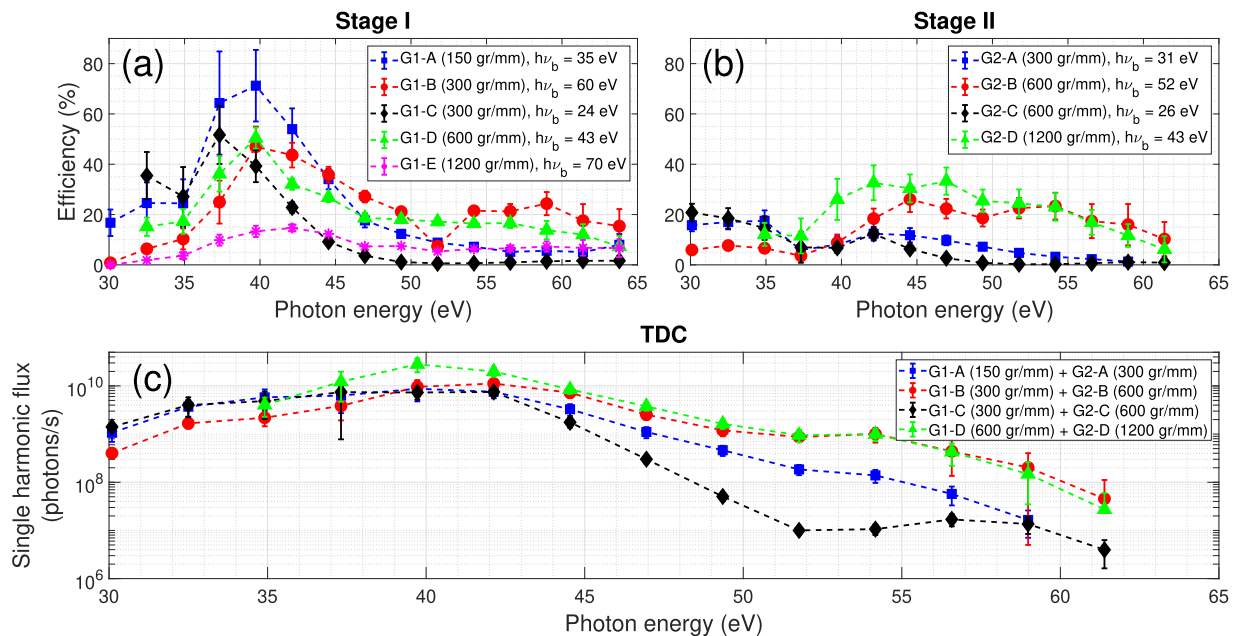 Stage I
(a)
G1-A (150 gr/mm), hν_b = 35 eV
G1-B (300 gr/mm), hν_b = 60 eV
G1-C (300 gr/mm), hν_b = 24 eV
G1-D (600 gr/mm), hν_b = 43 eV
G1-E (1200 gr/mm), hν_b = 70 eV
Efficiency (%)
80
60
40
20
0
30 35 40 45 50 55 60 65
Photon energy (eV)
Stage II
(b)
G2-A (300 gr/mm), hν_b = 31 eV
G2-B (600 gr/mm), hν_b = 52 eV
G2-C (600 gr/mm), hν_b = 26 eV
G2-D (1200 gr/mm), hν_b = 43 eV
80
60
40
20
0
30 35 40 45 50 55 60 65
Photon energy (eV)
TDC
(c)
G1-A (150 gr/mm) + G2-A (300 gr/mm)
G1-B (300 gr/mm) + G2-B (600 gr/mm)
G1-C (300 gr/mm) + G2-C (600 gr/mm)
G1-D (600 gr/mm) + G2-D (1200 gr/mm)
Single harmonic flux
(photons/s)
10^10
10^8
10^6
30 35 40 45 50 55 60 65
Photon energy (eV)